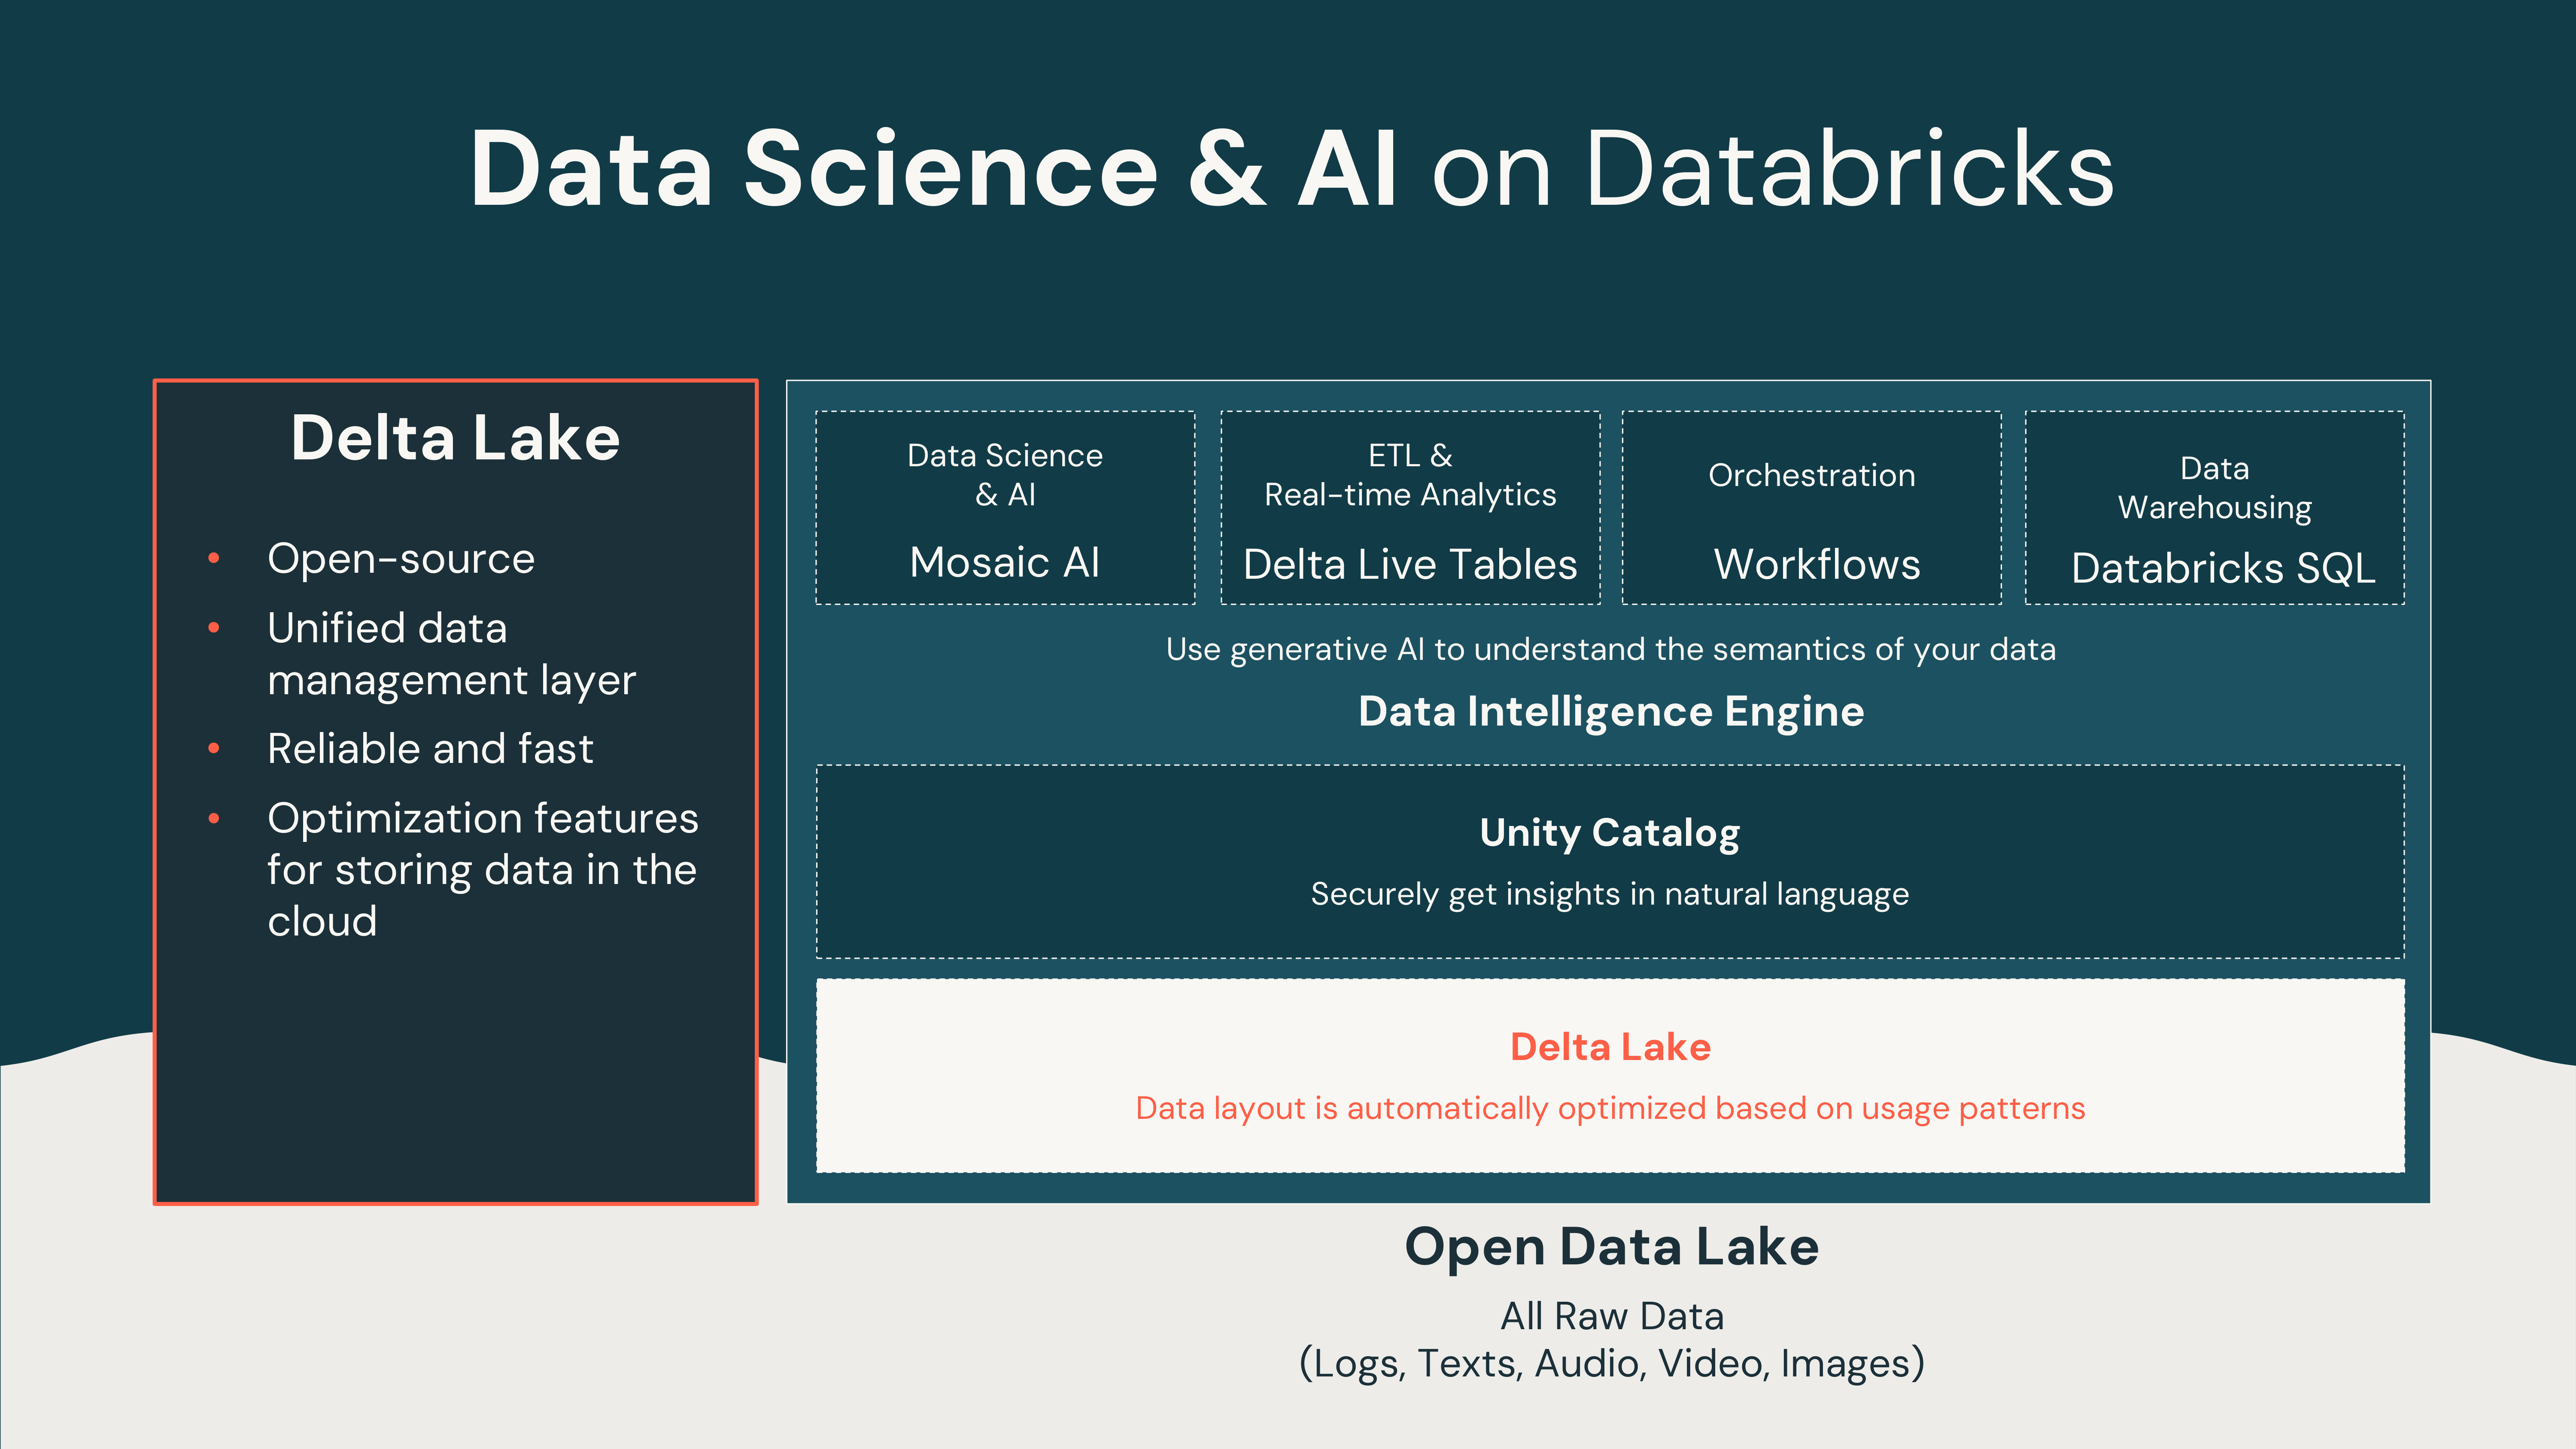 Data Science & AI on Databricks
Delta Lake
• Open-source
• Unified data
management layer
• Reliable and fast
• Optimization features
for storing data in the
cloud
Data Science
& AI
Mosaic AI
ETL &
Real-time Analytics
Delta Live Tables
Orchestration
Workflows
Data
Warehousing
Databricks SQL
Use generative AI to understand the semantics of your data
Data Intelligence Engine
Unity Catalog
Securely get insights in natural language
Delta Lake
Data layout is automatically optimized based on usage patterns
Open Data Lake
All Raw Data
(Logs, Texts, Audio, Video, Images)